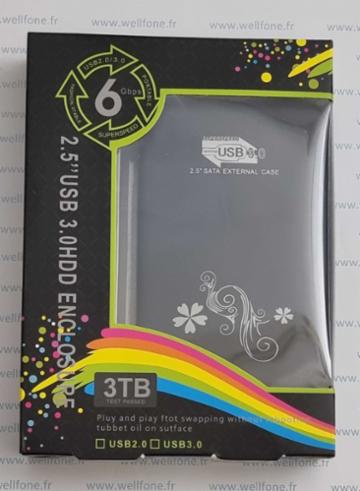 www.wellfone.fr
USB2.0/3.0
PORTABLE
SUPERSPEED
6
Gbps
2.5" USB 3.0HDD ENCLOSURE
USB 3.0
2.5" SATA EXTERNAL CASE
3TB
TEST PASSED
Pluy and piay ftot swapping without
tubbet oil on sutface
USB2.0 USB3.0
www.wellfone.fr